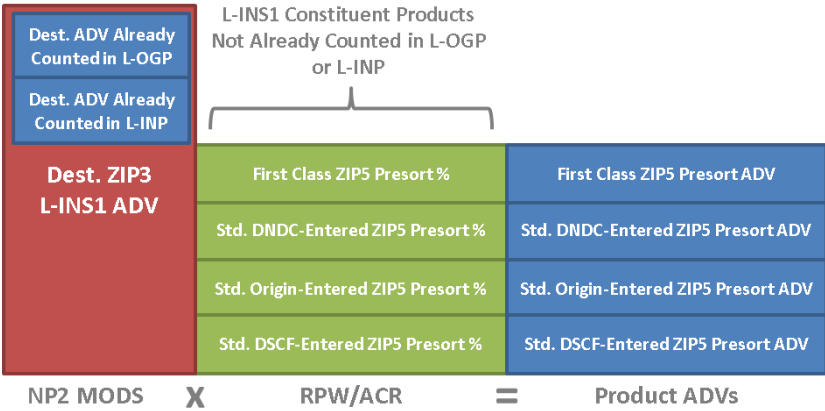 L-INS1 Constituent Products
Not Already Counted in L-OGP
or L-INP
Dest. ADV Already
Counted in L-OGP
Dest. ADV Already
Counted in L-INP
Dest. ZIP3
L-INS1 ADV
First Class ZIP5 Presort %
First Class ZIP5 Presort ADV
Std. DNDC-Entered ZIP5 Presort %
Std. DNDC-Entered ZIP5 Presort ADV
Std. Origin-Entered ZIP5 Presort %
Std. Origin-Entered ZIP5 Presort ADV
Std. DSCF-Entered ZIP5 Presort %
Std. DSCF-Entered ZIP5 Presort ADV
NP2 MODS X RPW/ACR = Product ADVs